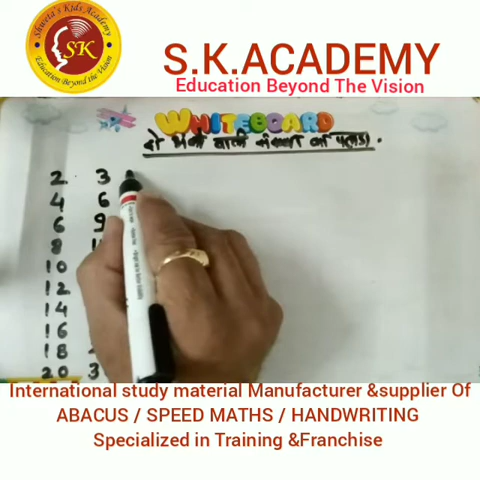 Shweta's Kids Academy
SK
Education Beyond the Vision
S.K.ACADEMY
Education Beyond The Vision
WHITEBOARD
दो अंको वाली संख्या का
2 3
4 6
6 9
8
10
12
14
16
18
20 3
International study material Manufacturer &supplier Of
ABACUS / SPEED MATHS / HANDWRITING
Specialized in Training &Franchise